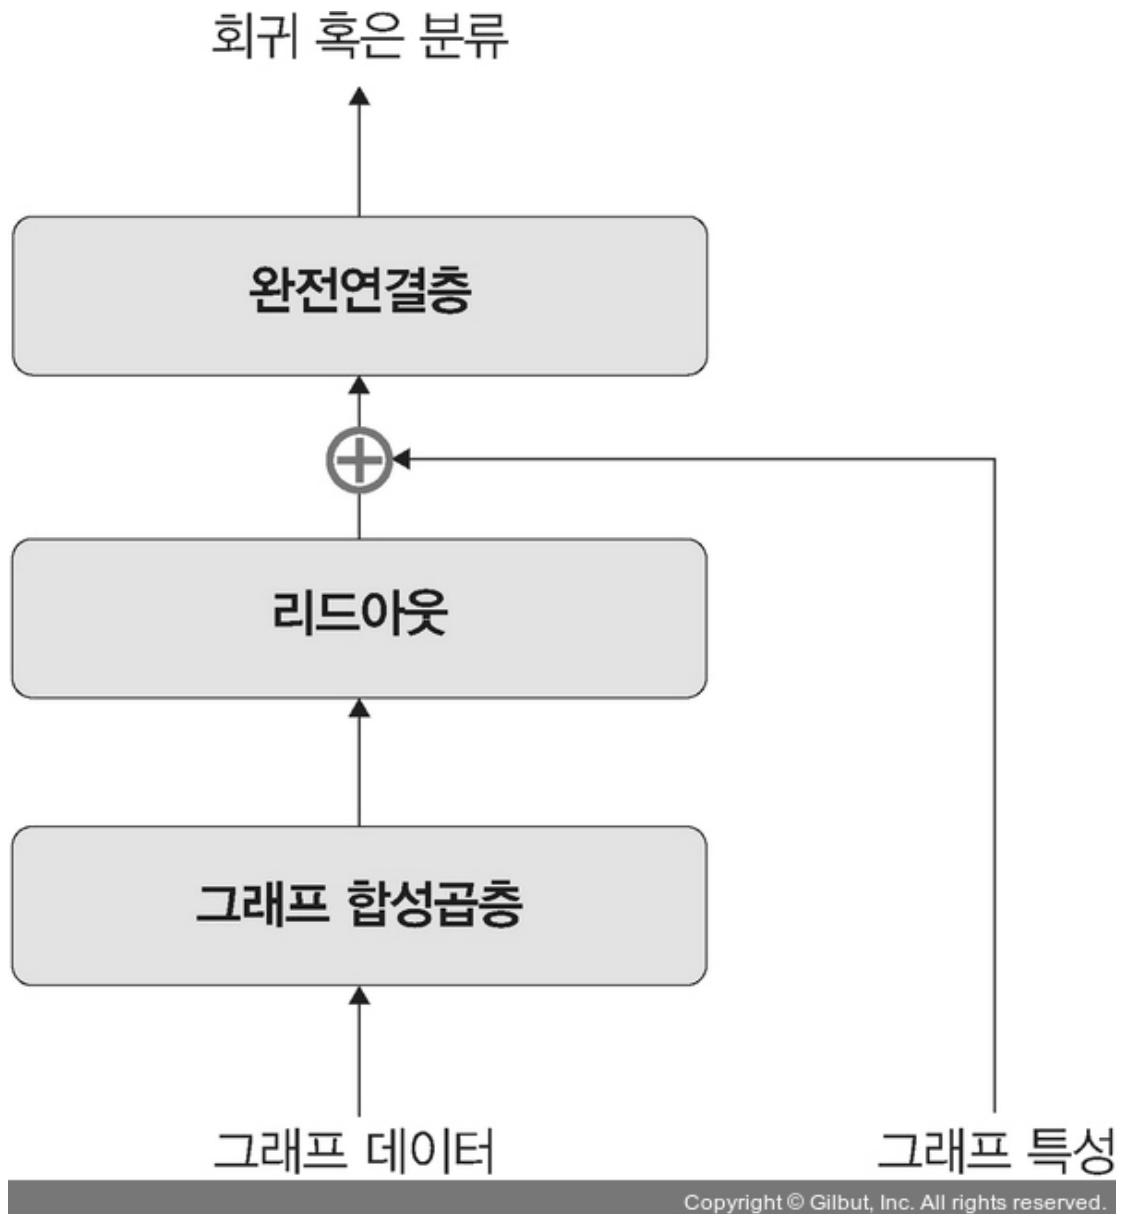 회귀 혹은 분류
완전연결층
리드아웃
그래프 합성곱층
그래프 데이터
그래프 특성
Copyright © Gilbut, Inc. All rights reserved.